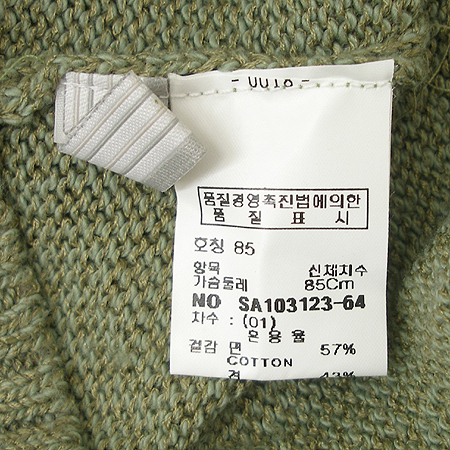 품질경영촉진법에의한
품 질 표 시
호칭 85
항목 신체치수
가슴둘레 85Cm
NO SA103123-64
차수 : (01)
혼 용 율
겉감 면 57%
COTTON